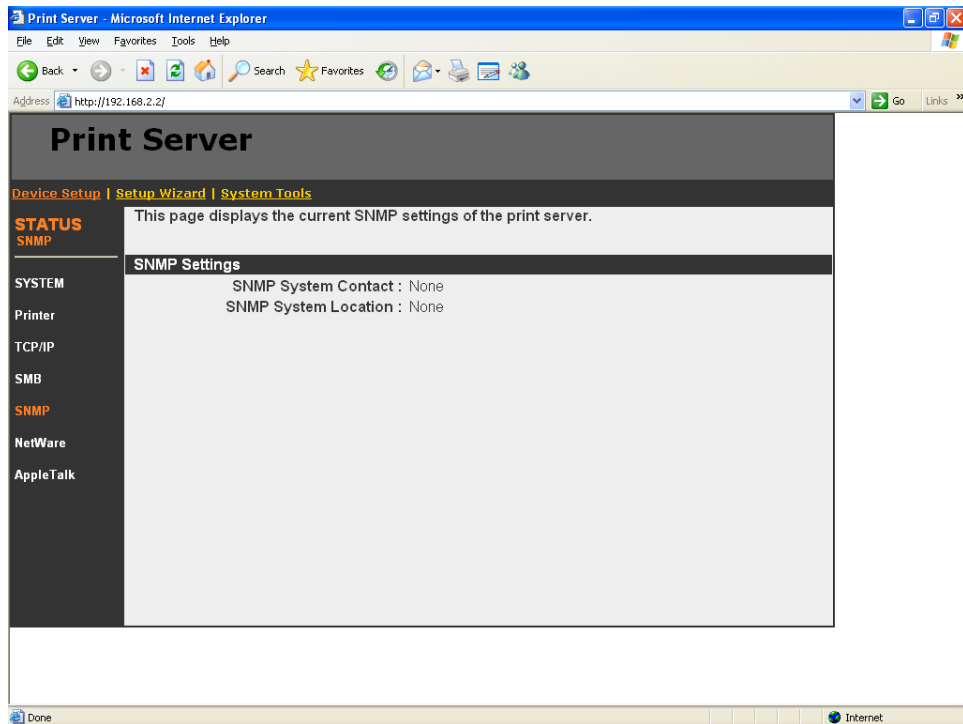 Print Server - Microsoft Internet Explorer
File Edit View Favorites Tools Help
Back Search Favorites
Address http://192.168.2.2/ Go Links »
Print Server
Device Setup | Setup Wizard | System Tools
STATUS
SNMP
This page displays the current SNMP settings of the print server.
SNMP Settings
SNMP System Contact : None
SNMP System Location : None
SYSTEM
Printer
TCP/IP
SMB
SNMP
NetWare
AppleTalk
Done Internet